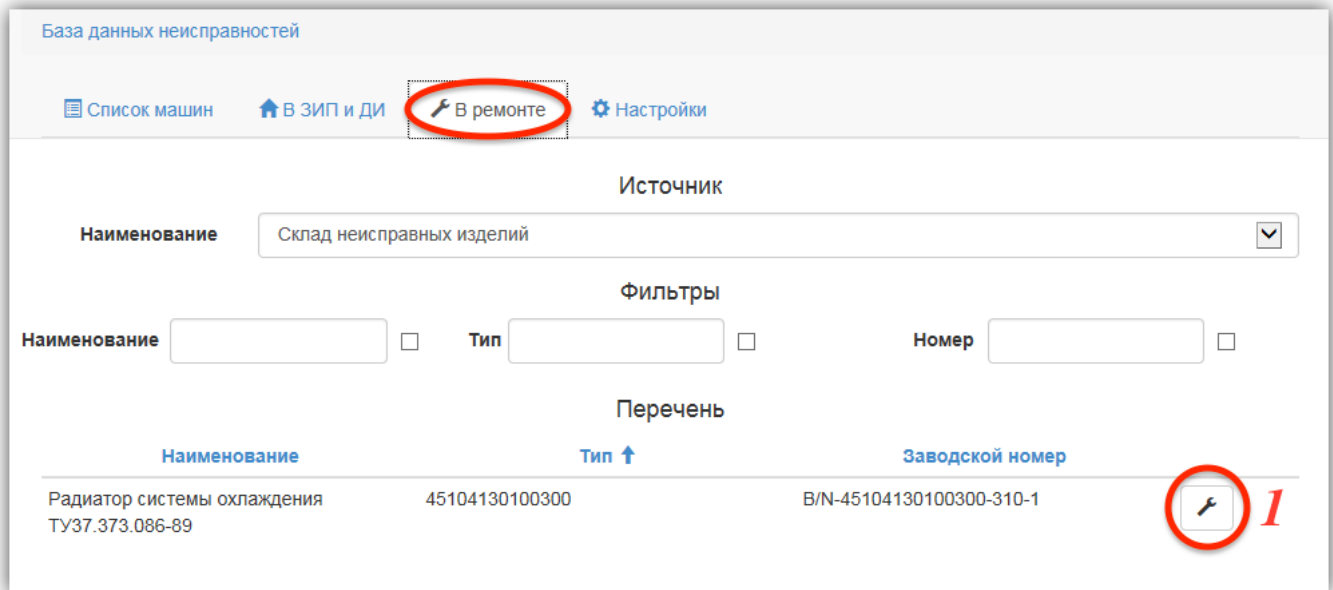 База данных неисправностей
Список машин В ЗИП и ДИ В ремонте Настройки
Источник
Наименование Склад неисправных изделий
Фильтры
Наименование Тип Номер
Перечень
Наименование Тип Заводской номер
Радиатор системы охлаждения 45104130100300 B/N-45104130100300-310-1
ТУ37.373.086-89
1